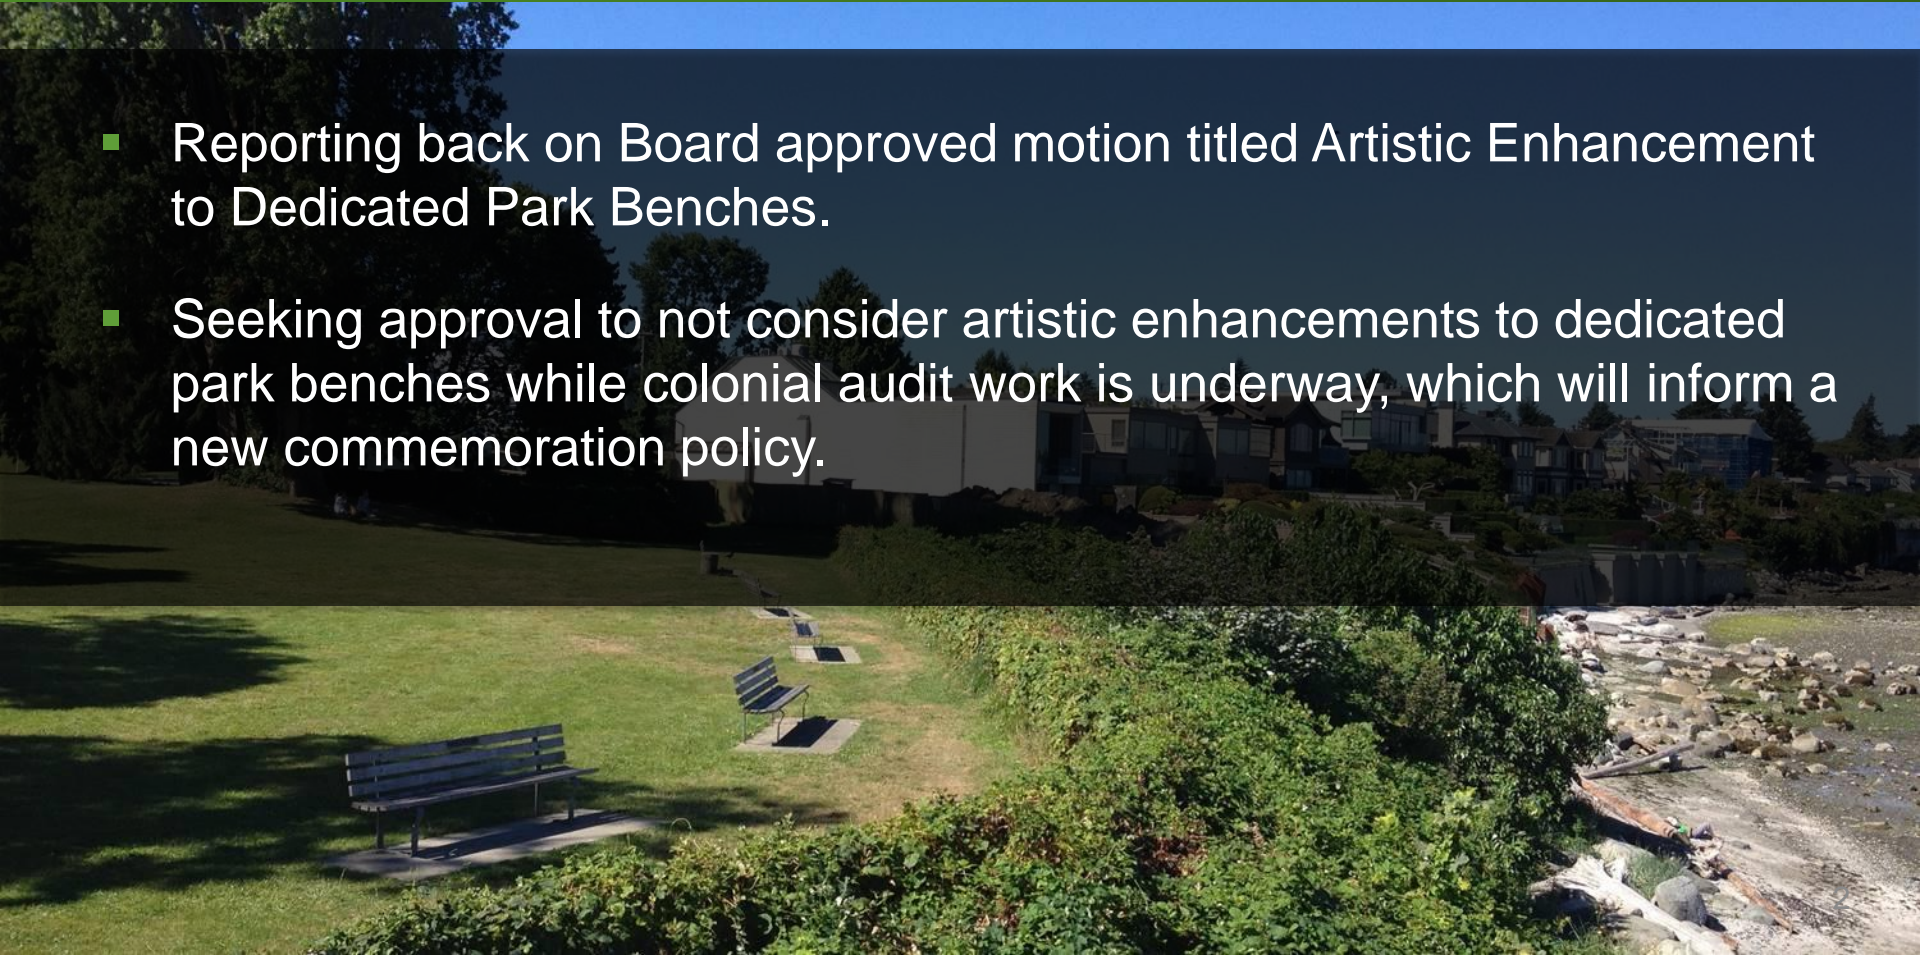 Reporting back on Board approved motion titled Artistic Enhancement
to Dedicated Park Benches.
Seeking approval to not consider artistic enhancements to dedicated
park benches while colonial audit work is underway, which will inform a
new commemoration policy.